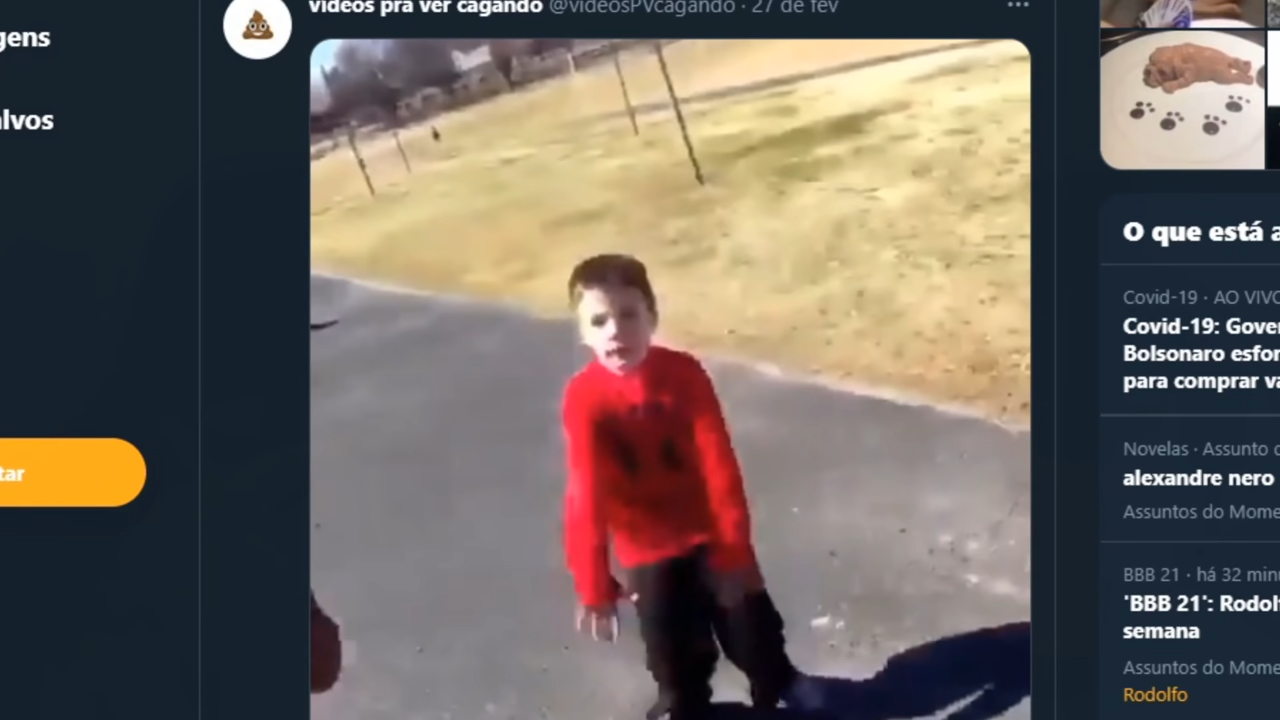 gens
alvos
tar
videos pra ver cagando @videosPVcagando · 27 de fev
O que está a
Covid-19 · AO VIVO
Covid-19: Gover
Bolsonaro esfor
para comprar va
Novelas · Assunto d
alexandre nero
Assuntos do Mome
BBB 21 · há 32 minu
'BBB 21': Rodolf
semana
Assuntos do Mome
Rodolfo